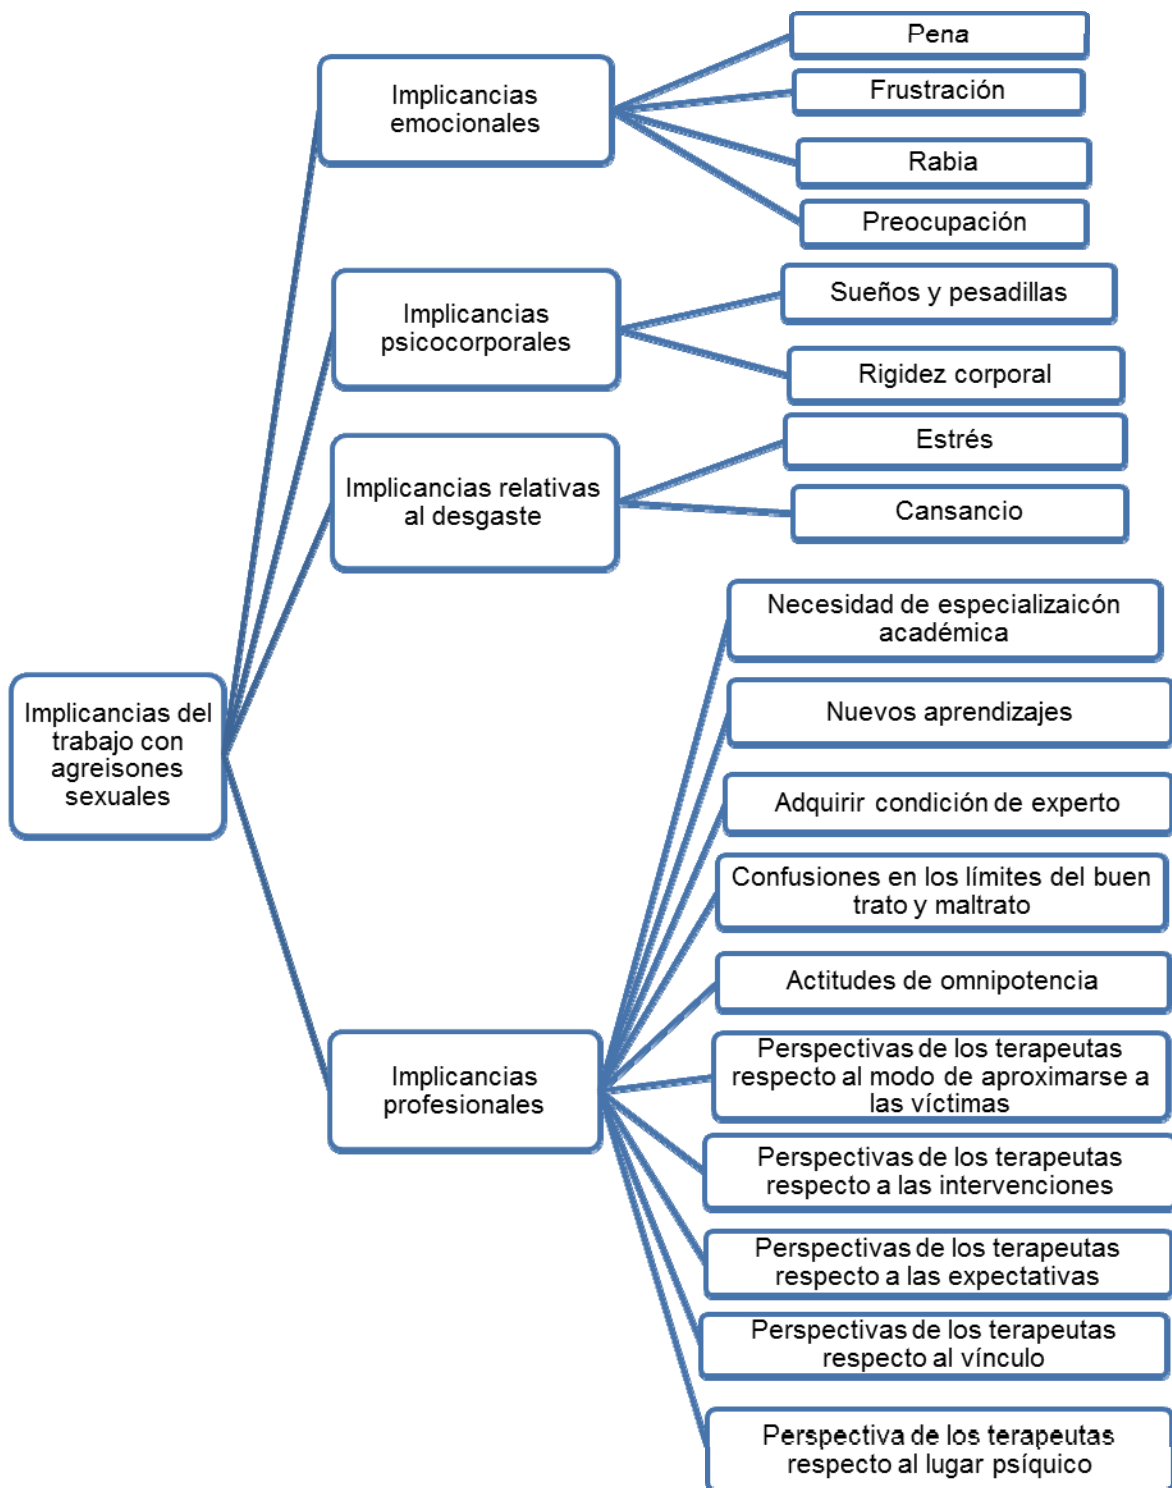 Implicancias del
trabajo con
agreisones
sexuales
Implicancias
emocionales
Pena
Frustración
Rabia
Preocupación
Implicancias
psicocorporales
Sueños y pesadillas
Rigidez corporal
Implicancias relativas
al desgaste
Estrés
Cansancio
Implicancias
profesionales
Necesidad de especializaicón
académica
Nuevos aprendizajes
Adquirir condición de experto
Confusiones en los límites del buen
trato y maltrato
Actitudes de omnipotencia
Perspectivas de los terapeutas
respecto al modo de aproximarse a
las víctimas
Perspectivas de los terapeutas
respecto a las intervenciones
Perspectivas de los terapeutas
respecto a las expectativas
Perspectivas de los terapeutas
respecto al vínculo
Perspectiva de los terapeutas
respecto al lugar psíquico